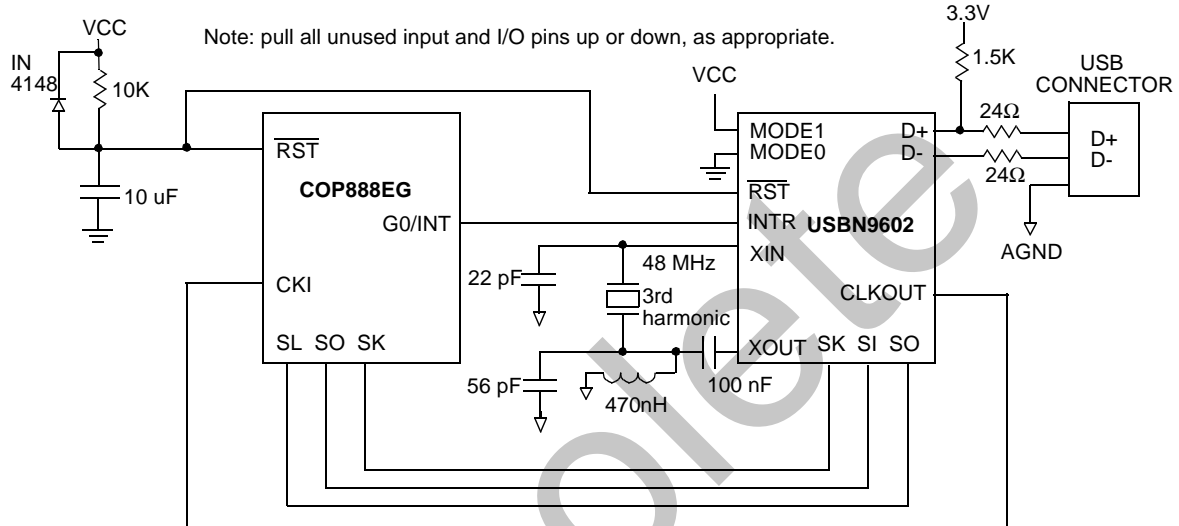 VCC
Note: pull all unused input and I/O pins up or down, as appropriate.
3.3V
IN
4148
10K
10 uF
VCC
1.5K
USB
CONNECTOR
24Ω
24Ω
D+
D-
AGND
RST
COP888EG
G0/INT
CKI
SL SO SK
MODE1
MODE0
RST
INTR
USBN9602
XIN
CLKOUT
XOUT
SK SI SO
D+
D-
22 pF
48 MHz
3rd
harmonic
56 pF
470nH
100 nF
olete